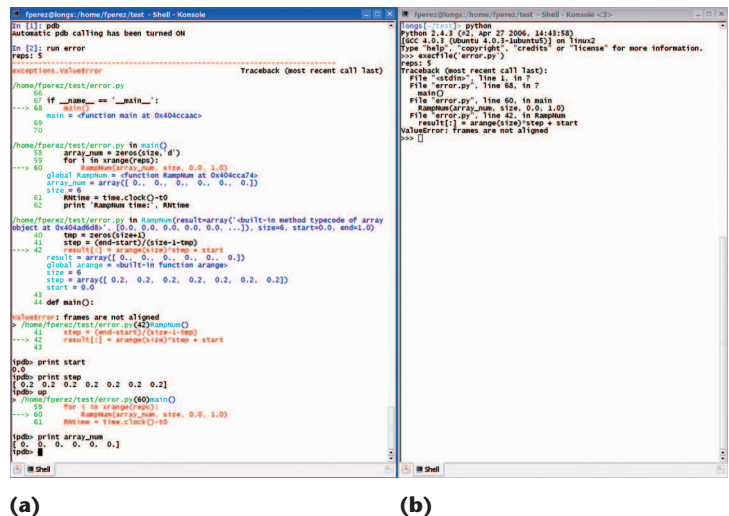 fperez@longs:/home/fperez/test - Shell - Konsole
In [1]: pdb
Automatic pdb calling has been turned ON
In [2]: run error
reps: 5
exceptions.ValueError Traceback (most recent call last)
/home/fperez/test/error.py
66
67 if __name__ == '__main__':
---> 68 main()
main = <function main at 0x404ccaac>
69
70
/home/fperez/test/error.py in main()
58 array_num = zeros(size,'d')
59 for i in xrange(reps):
---> 60 RampNum(array_num, size, 0.0, 1.0)
global RampNum = <function RampNum at 0x404cca74>
array_num = array([ 0., 0., 0., 0., 0., 0.])
size = 6
61 RNtime = time.clock()-t0
62 print 'RampNum time:', RNtime
/home/fperez/test/error.py in RampNum(result=array('<built-in method typecode of array
object at 0x404ad6d8>', [0.0, 0.0, 0.0, 0.0, 0.0, ...]), size=6, start=0.0, end=1.0)
40 tmp = zeros(size+1)
41 step = (end-start)/(size-1-tmp)
---> 42 result[:] = arange(size)*step + start
result = array([ 0., 0., 0., 0., 0., 0.])
global arange = <built-in function arange>
size = 6
step = array([ 0.2, 0.2, 0.2, 0.2, 0.2, 0.2, 0.2])
start = 0.0
43
44 def main():
ValueError: frames are not aligned
> /home/fperez/test/error.py(42)RampNum()
41 step = (end-start)/(size-1-tmp)
---> 42 result[:] = arange(size)*step + start
43
ipdb> print start
0.0
ipdb> print step
[ 0.2 0.2 0.2 0.2 0.2 0.2 0.2]
ipdb> up
> /home/fperez/test/error.py(60)main()
59 for i in xrange(reps):
---> 60 RampNum(array_num, size, 0.0, 1.0)
61 RNtime = time.clock()-t0
ipdb> print array_num
[ 0. 0. 0. 0. 0. 0.]
ipdb>
Shell
(a)
fperez@longs:/home/fperez/test - Shell - Konsole <3>
longs[~/test]> python
Python 2.4.3 (#2, Apr 27 2006, 14:43:58)
[GCC 4.0.3 (Ubuntu 4.0.3-1ubuntu5)] on linux2
Type "help", "copyright", "credits" or "license" for more information.
>>> execfile('error.py')
reps: 5
Traceback (most recent call last):
File "<stdin>", line 1, in ?
File "error.py", line 68, in ?
main()
File "error.py", line 60, in main
RampNum(array_num, size, 0.0, 1.0)
File "error.py", line 42, in RampNum
result[:] = arange(size)*step + start
ValueError: frames are not aligned
>>>
Shell
(b)